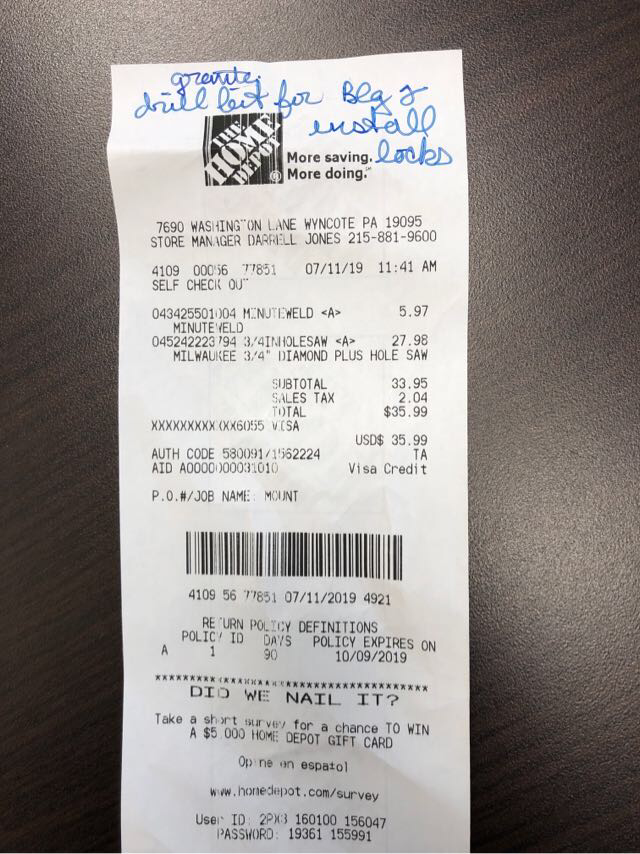 granite
drill bit for Blg 2
install
locks
THE
HOME
DEPOT
More saving.
More doing.℠
7690 WASHINGTON LANE WYNCOTE PA 19095
STORE MANAGER DARRELL JONES 215-881-9600
4109 00056 77851 07/11/19 11:41 AM
SELF CHECK OUT
043425501004 MINUTEWELD <A> 5.97
MINUTEWELD
045242223794 3/4INHOLESAW <A> 27.98
MILWAUKEE 3/4" DIAMOND PLUS HOLE SAW
SUBTOTAL 33.95
SALES TAX 2.04
TOTAL $35.99
XXXXXXXXXXXX6055 VISA
USD$ 35.99
AUTH CODE 580091/1562224 TA
AID A0000000031010 Visa Credit
P.O.#/JOB NAME: MOUNT
4109 56 77851 07/11/2019 4921
RETURN POLICY DEFINITIONS
POLICY ID DAYS POLICY EXPIRES ON
A 1 90 10/09/2019
DID WE NAIL IT?
Take a short survey for a chance TO WIN
A $5,000 HOME DEPOT GIFT CARD
Opine en español
www.homedepot.com/survey
User ID: 160100 156047
PASSWORD: 19361 155991